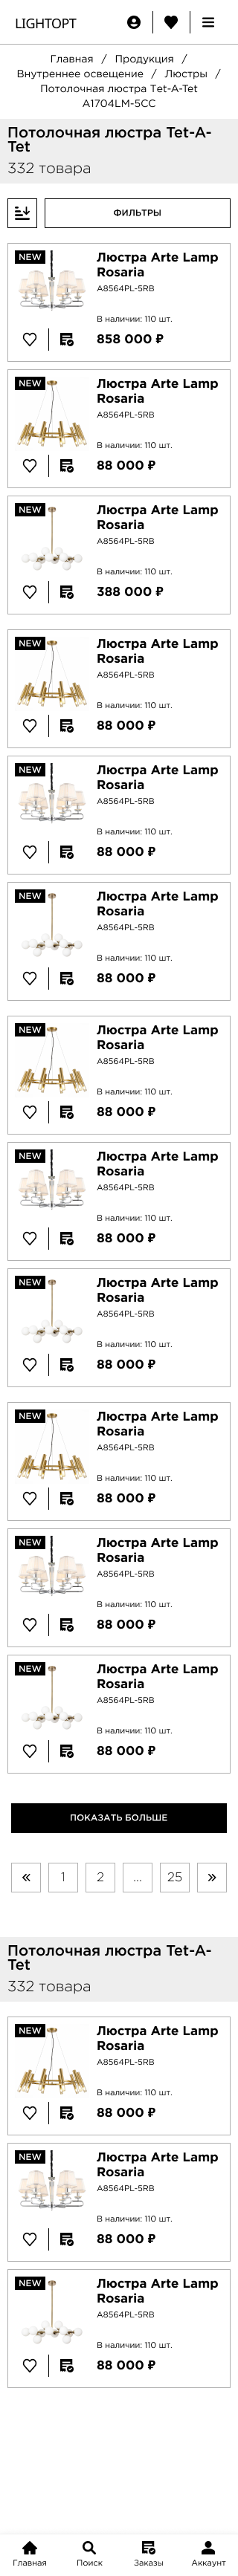 LIGHTOPT
Главная / Продукция /
Внутреннее освещение / Люстры /
Потолочная люстра Tet-A-Tet
A1704LM-5CC
Потолочная люстра Tet-A-
Tet
332 товара
ФИЛЬТРЫ
NEW
Люстра Arte Lamp
Rosaria
A8564PL-5RB
В наличии: 110 шт.
858 000 ₽
NEW
Люстра Arte Lamp
Rosaria
A8564PL-5RB
В наличии: 110 шт.
88 000 ₽
NEW
Люстра Arte Lamp
Rosaria
A8564PL-5RB
В наличии: 110 шт.
388 000 ₽
NEW
Люстра Arte Lamp
Rosaria
A8564PL-5RB
В наличии: 110 шт.
88 000 ₽
NEW
Люстра Arte Lamp
Rosaria
A8564PL-5RB
В наличии: 110 шт.
88 000 ₽
NEW
Люстра Arte Lamp
Rosaria
A8564PL-5RB
В наличии: 110 шт.
88 000 ₽
NEW
Люстра Arte Lamp
Rosaria
A8564PL-5RB
В наличии: 110 шт.
88 000 ₽
NEW
Люстра Arte Lamp
Rosaria
A8564PL-5RB
В наличии: 110 шт.
88 000 ₽
NEW
Люстра Arte Lamp
Rosaria
A8564PL-5RB
В наличии: 110 шт.
88 000 ₽
NEW
Люстра Arte Lamp
Rosaria
A8564PL-5RB
В наличии: 110 шт.
88 000 ₽
NEW
Люстра Arte Lamp
Rosaria
A8564PL-5RB
В наличии: 110 шт.
88 000 ₽
NEW
Люстра Arte Lamp
Rosaria
A8564PL-5RB
В наличии: 110 шт.
88 000 ₽
ПОКАЗАТЬ БОЛЬШЕ
« 1 2 ... 25 »
Потолочная люстра Tet-A-
Tet
332 товара
NEW
Люстра Arte Lamp
Rosaria
A8564PL-5RB
В наличии: 110 шт.
88 000 ₽
NEW
Люстра Arte Lamp
Rosaria
A8564PL-5RB
В наличии: 110 шт.
88 000 ₽
NEW
Люстра Arte Lamp
Rosaria
A8564PL-5RB
В наличии: 110 шт.
88 000 ₽
Главная Поиск Заказы Аккаунт